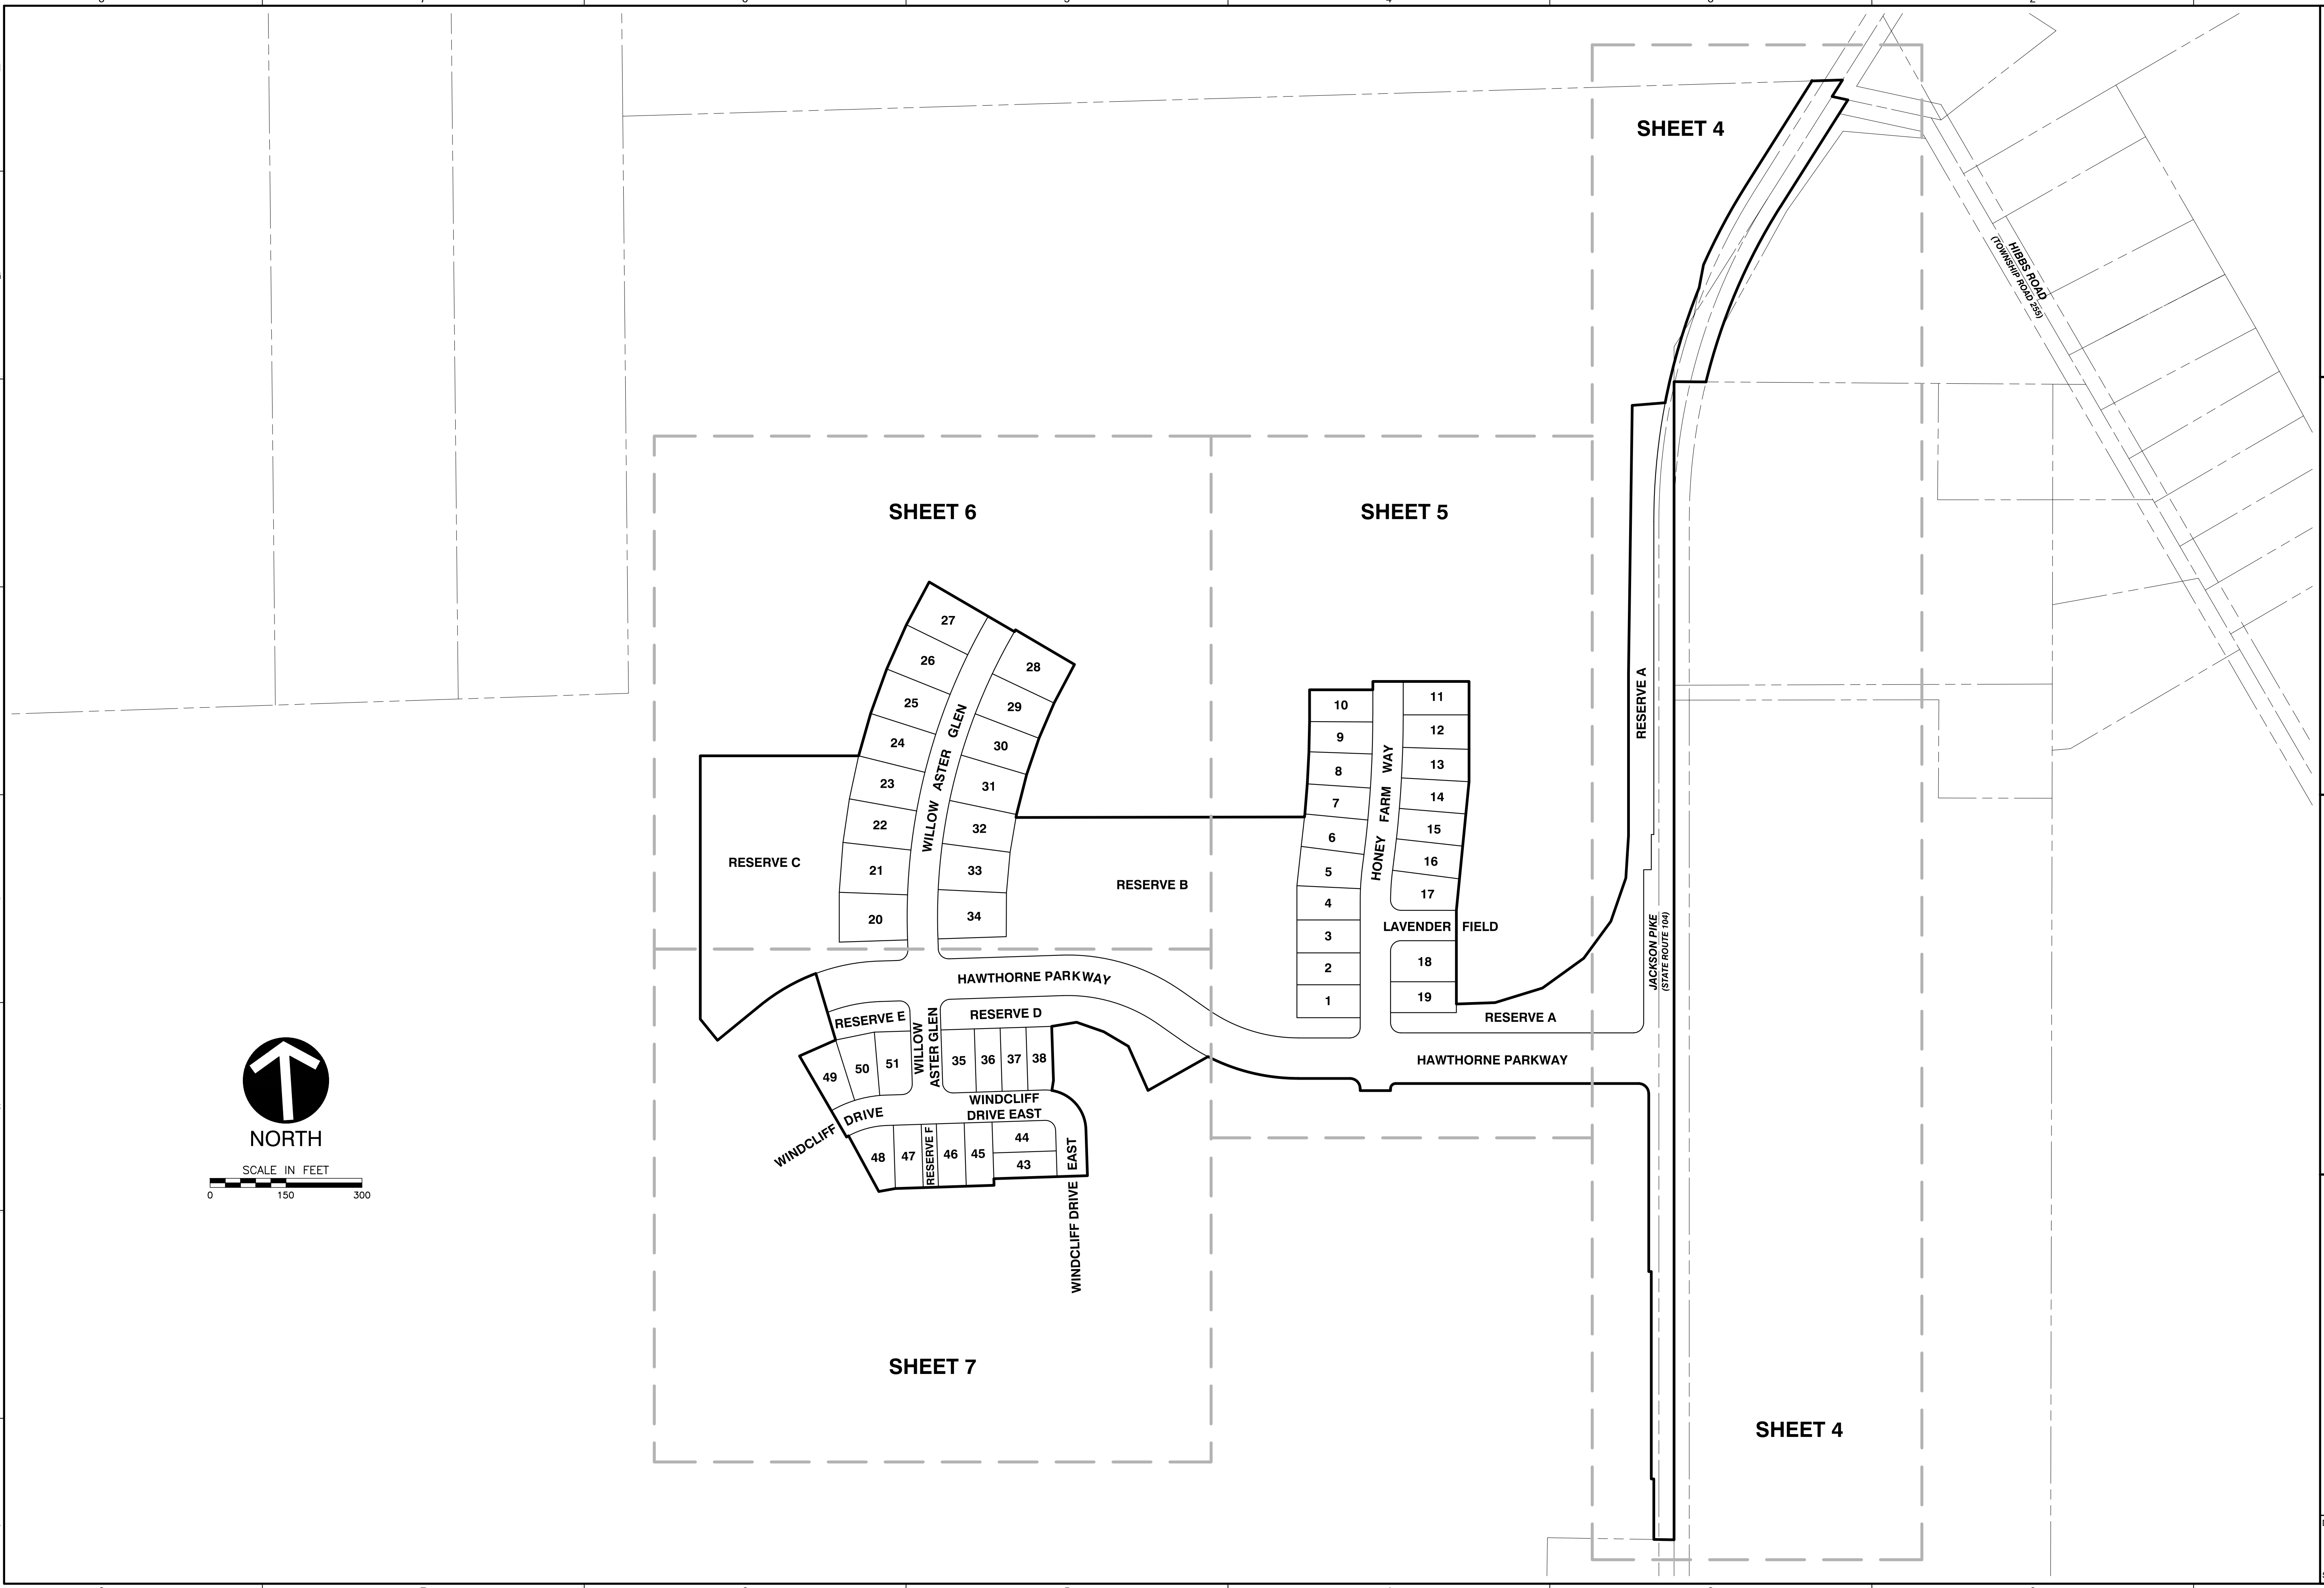 SHEET 4
HIBBS ROAD
(TOWNSHIP ROAD 255)
SHEET 6
SHEET 5
27
26
25
24
23
22
21
20
28
29
30
31
32
33
34
WILLOW ASTER GLEN
RESERVE C
RESERVE B
10
9
8
7
6
5
4
3
2
1
HONEY FARM WAY
11
12
13
14
15
16
17
LAVENDER FIELD
18
19
RESERVE A
JACKSON PIKE
(STATE ROUTE 104)
RESERVE A
HAWTHORNE PARKWAY
HAWTHORNE PARKWAY
RESERVE E
WILLOW
ASTER GLEN
RESERVE D
49
50
51
35
36
37
38
WINDCLIFF DRIVE
WINDCLIFF
DRIVE EAST
48
47
RESERVE F
46
45
44
43
WINDCLIFF DRIVE EAST
NORTH
SCALE IN FEET
0 150 300
SHEET 7
SHEET 4